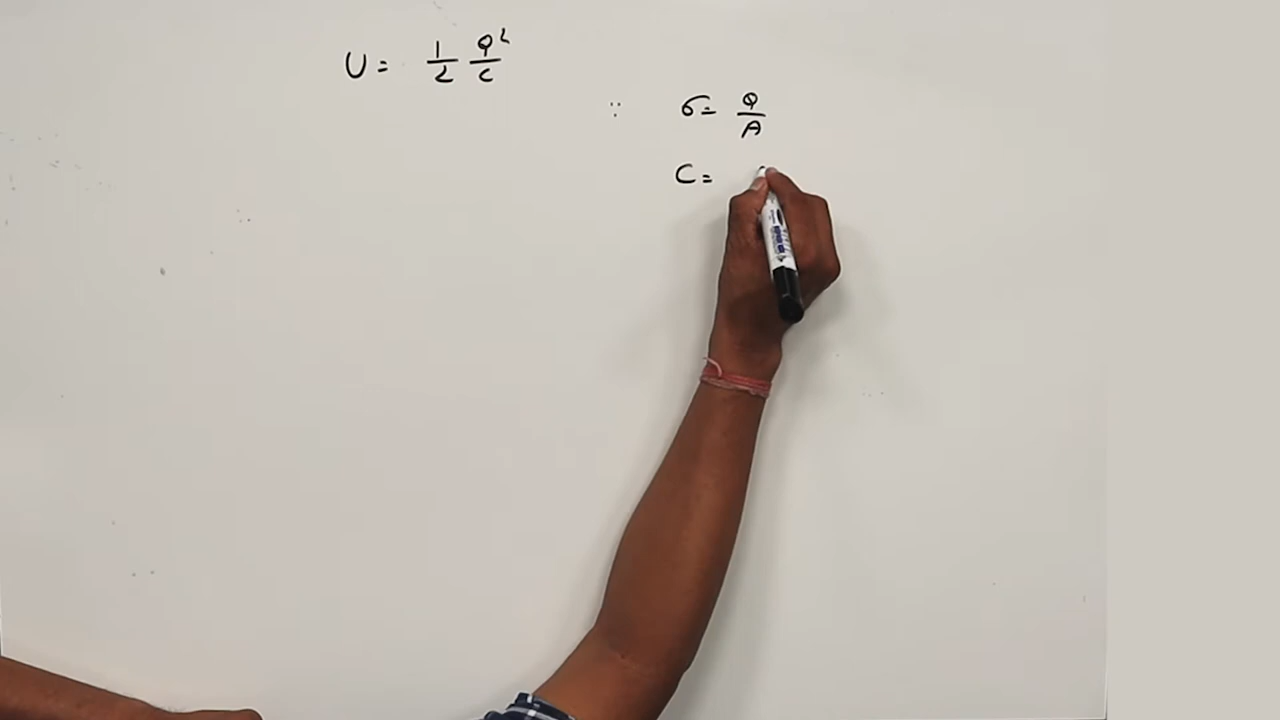 U = 1/2 Q²/C
∵ σ = Q/A
C =